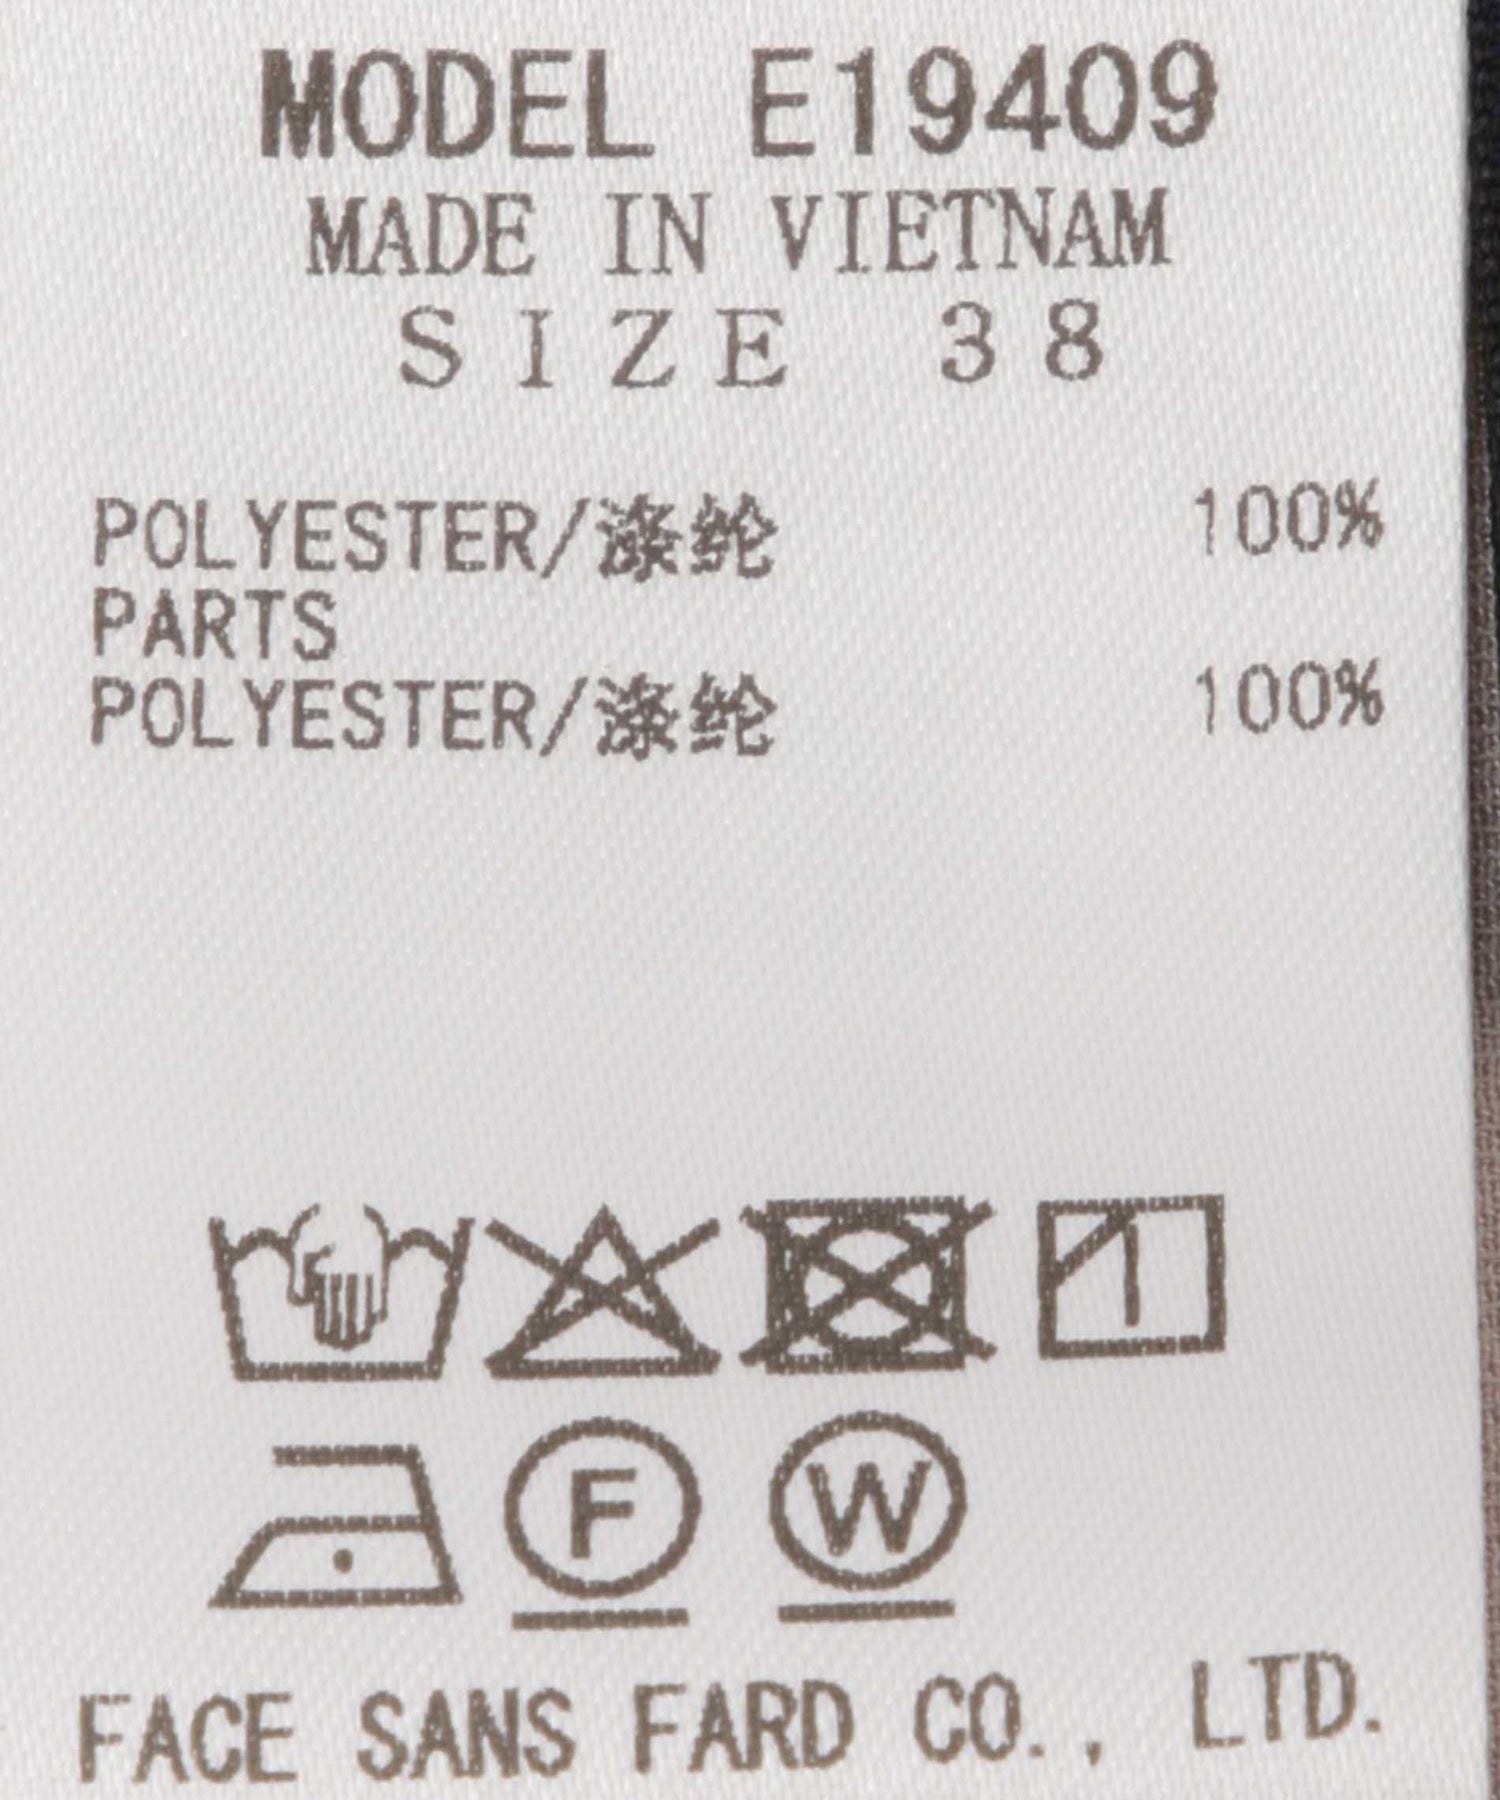 MODEL E19409
MADE IN VIETNAM
SIZE 38
POLYESTER/涤纶 100%
PARTS
POLYESTER/涤纶 100%
F W
FACE SANS FARD CO., LTD.